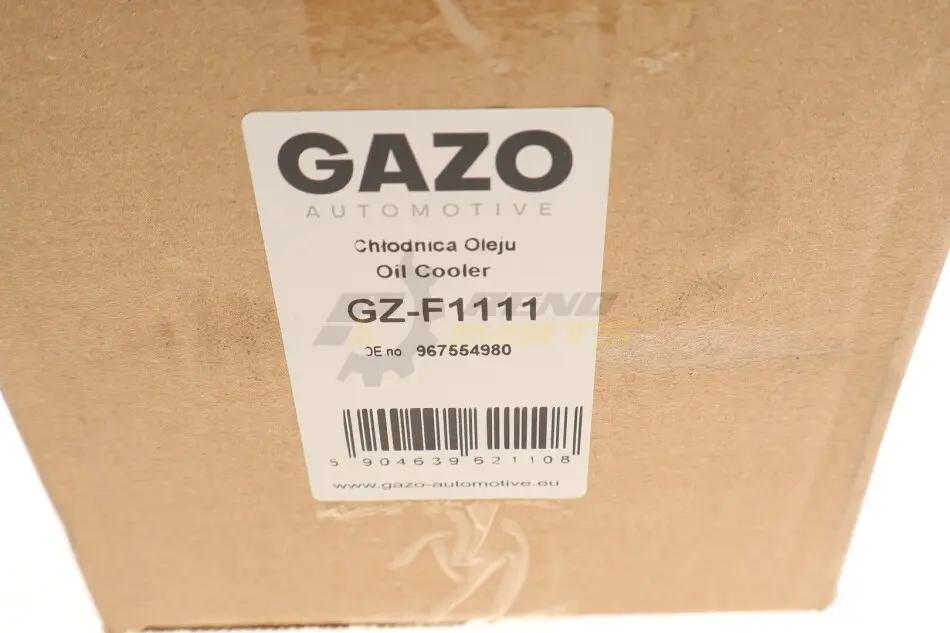 GAZO
AUTOMOTIVE
Chłodnica Oleju
Oil Cooler
GZ-F1111
OE no. 967554980
5 904639 621108
www.gazo-automotive.eu